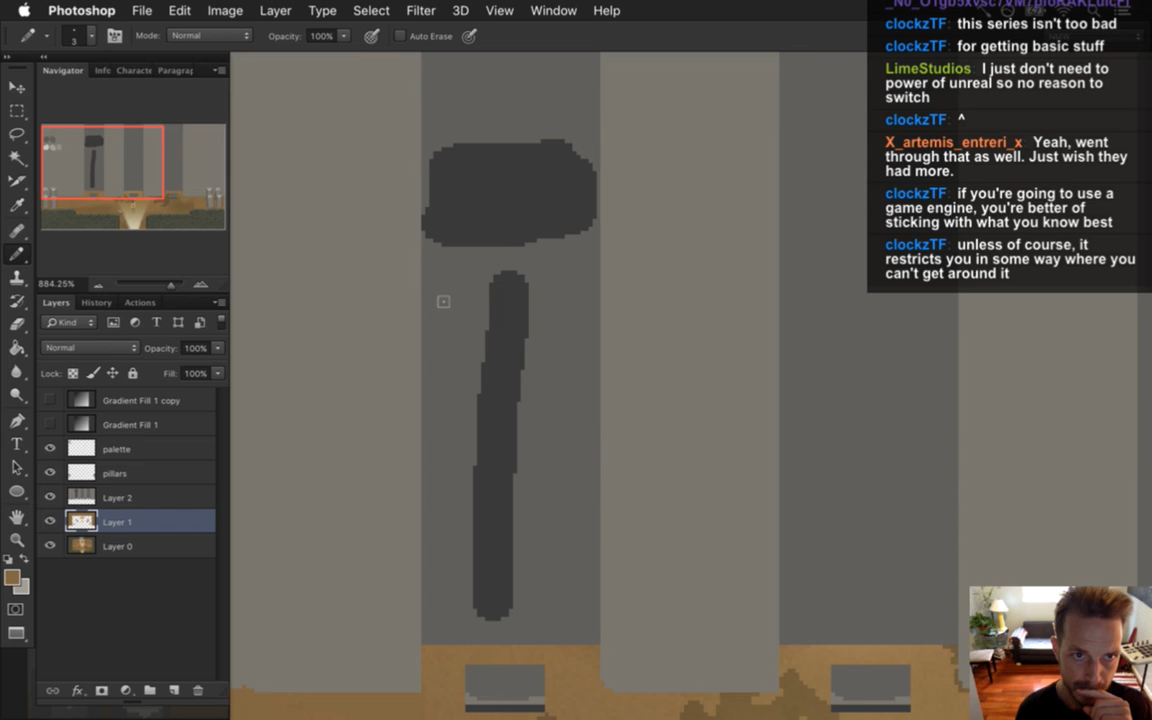 Photoshop File Edit Image Layer Type Select Filter 3D View Window Help
3 Mode: Normal Opacity: 100% Auto Erase
Navigator Info Characte Paragra
884.25%
Layers History Actions
Kind T
Normal Opacity: 100%
Lock: Fill: 100%
Gradient Fill 1 copy
Gradient Fill 1
palette
pillars
Layer 2
Layer 1
Layer 0
fx
clockzTF: this series isn't too bad
clockzTF: for getting basic stuff
LimeStudios: I just don't need to
power of unreal so no reason to
switch
clockzTF: ^
X_artemis_entreri_x: Yeah, went
through that as well. Just wish they
had more.
clockzTF: if you're going to use a
game engine, you're better of
sticking with what you know best
clockzTF: unless of course, it
restricts you in some way where you
can't get around it